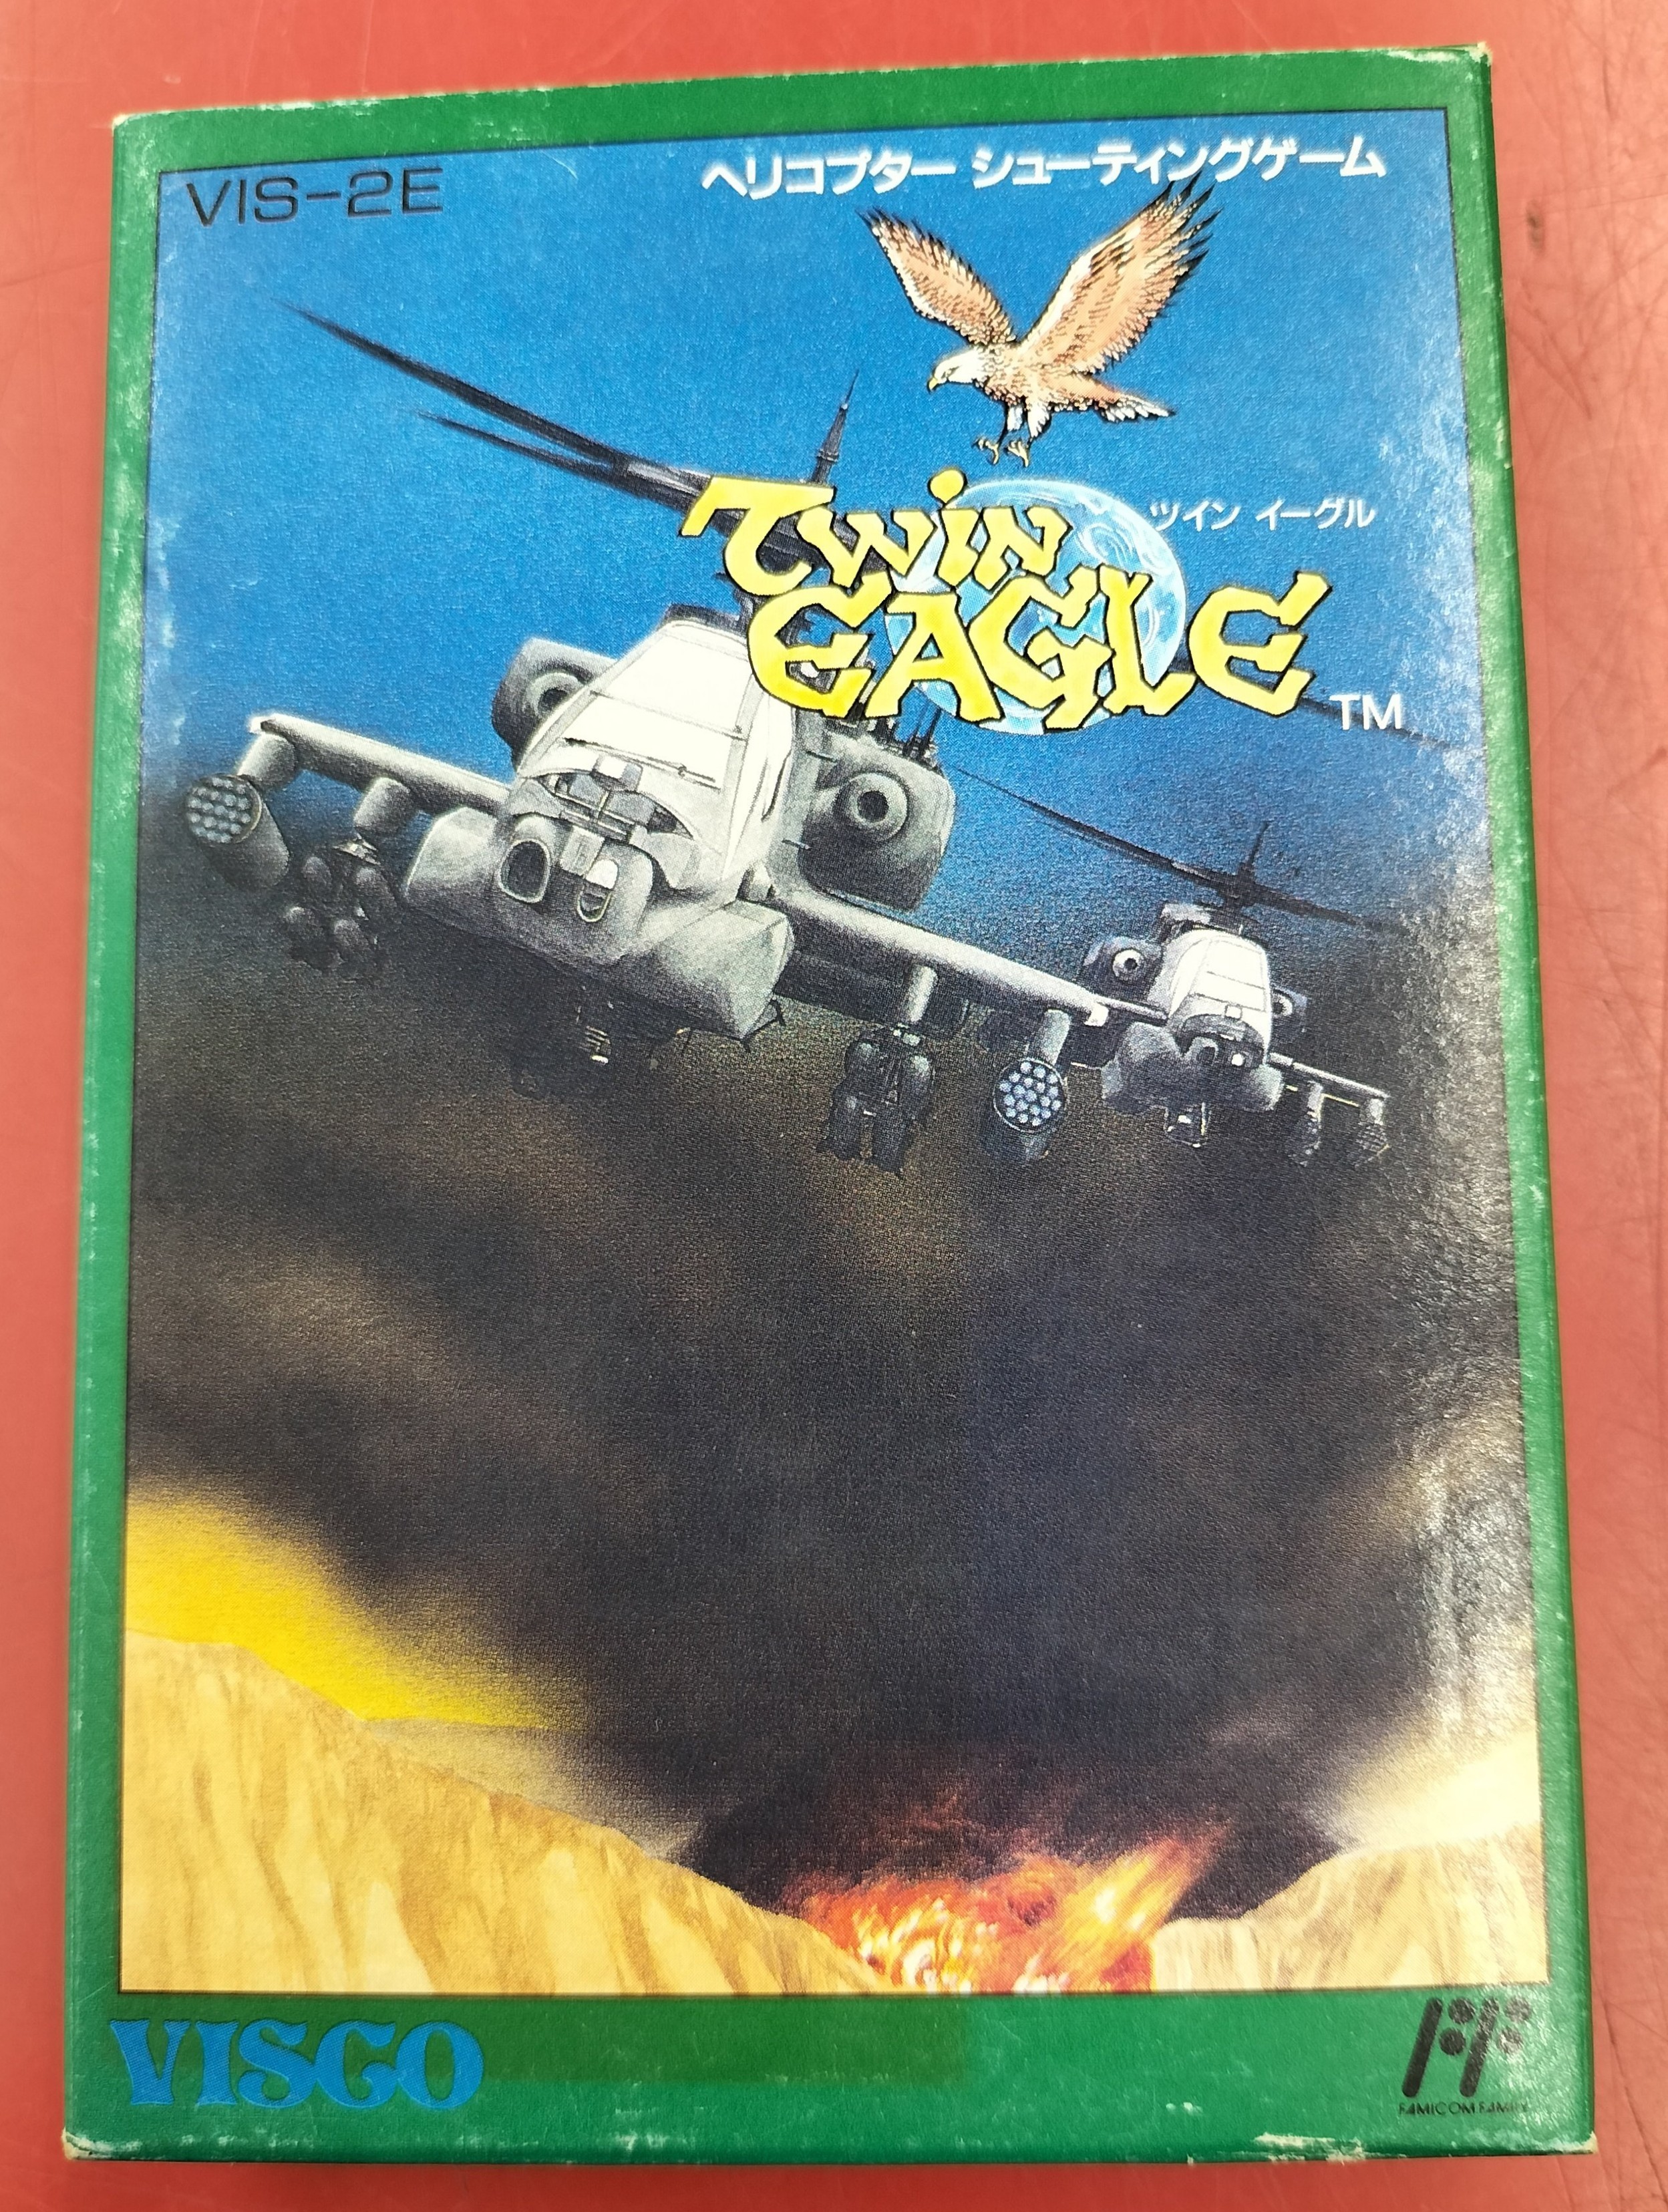 VIS-2E
ヘリコプター シューティングゲーム
ツイン イーグル
TWIN
EAGLE TM
VISCO
FAMICOM FAMILY